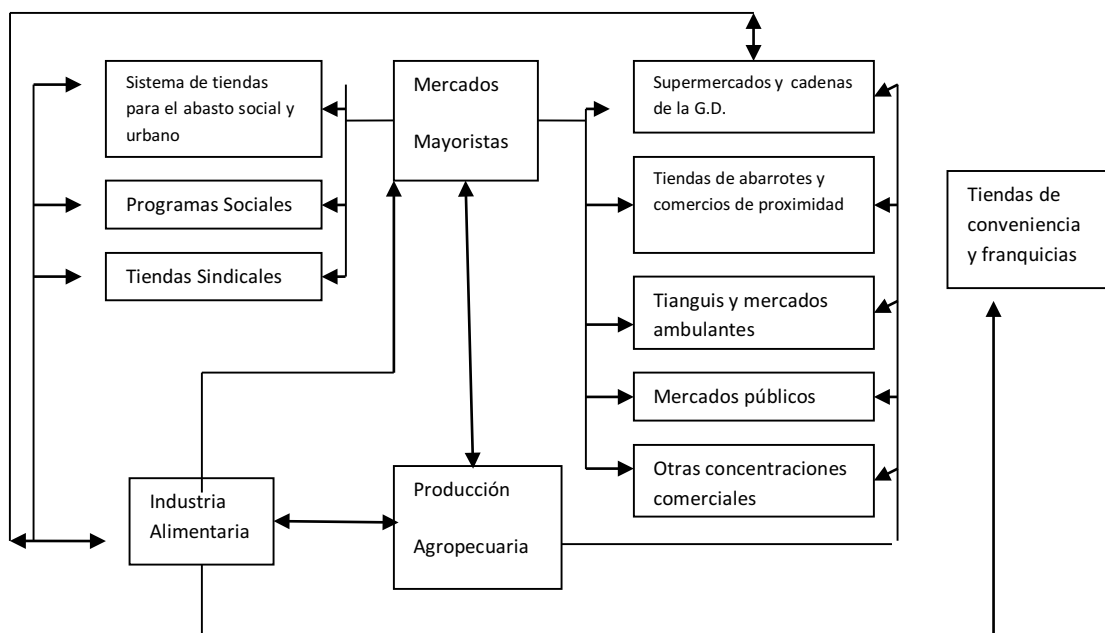 Sistema de tiendas
para el abasto social y
urbano
Programas Sociales
Tiendas Sindicales
Mercados
Mayoristas
Supermercados y cadenas
de la G.D.
Tiendas de abarrotes y
comercios de proximidad
Tianguis y mercados
ambulantes
Mercados públicos
Otras concentraciones
comerciales
Tiendas de
conveniencia
y franquicias
Industria
Alimentaria
Producción
Agropecuaria